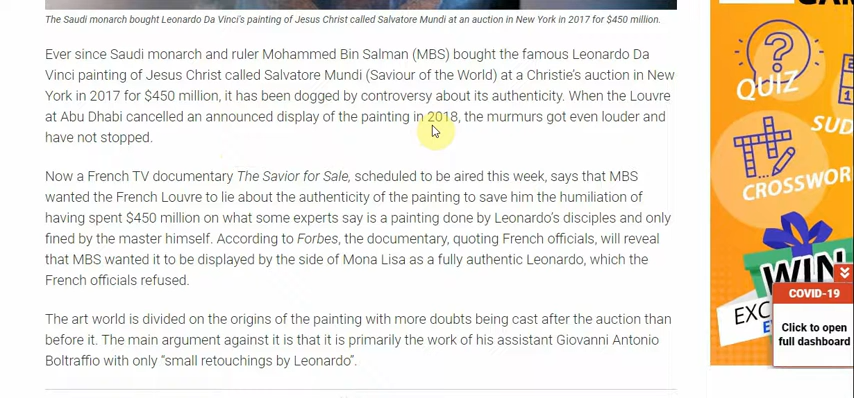 The Saudi monarch bought Leonardo Da Vinci's painting of Jesus Christ called Salvatore Mundi at an auction in New York in 2017 for $450 million.
Ever since Saudi monarch and ruler Mohammed Bin Salman (MBS) bought the famous Leonardo Da
Vinci painting of Jesus Christ called Salvatore Mundi (Saviour of the World) at a Christie's auction in New
York in 2017 for $450 million, it has been dogged by controversy about its authenticity. When the Louvre
at Abu Dhabi cancelled an announced display of the painting in 2018, the murmurs got even louder and
have not stopped.
Now a French TV documentary The Savior for Sale, scheduled to be aired this week, says that MBS
wanted the French Louvre to lie about the authenticity of the painting to save him the humiliation of
having spent $450 million on what some experts say is a painting done by Leonardo's disciples and only
fined by the master himself. According to Forbes, the documentary, quoting French officials, will reveal
that MBS wanted it to be displayed by the side of Mona Lisa as a fully authentic Leonardo, which the
French officials refused.
The art world is divided on the origins of the painting with more doubts being cast after the auction than
before it. The main argument against it is that it is primarily the work of his assistant Giovanni Antonio
Boltraffio with only “small retouchings by Leonardo”.
QUIZ
SUD
CROSSWOR
WIN
EXC
COVID-19
Click to open
full dashboard